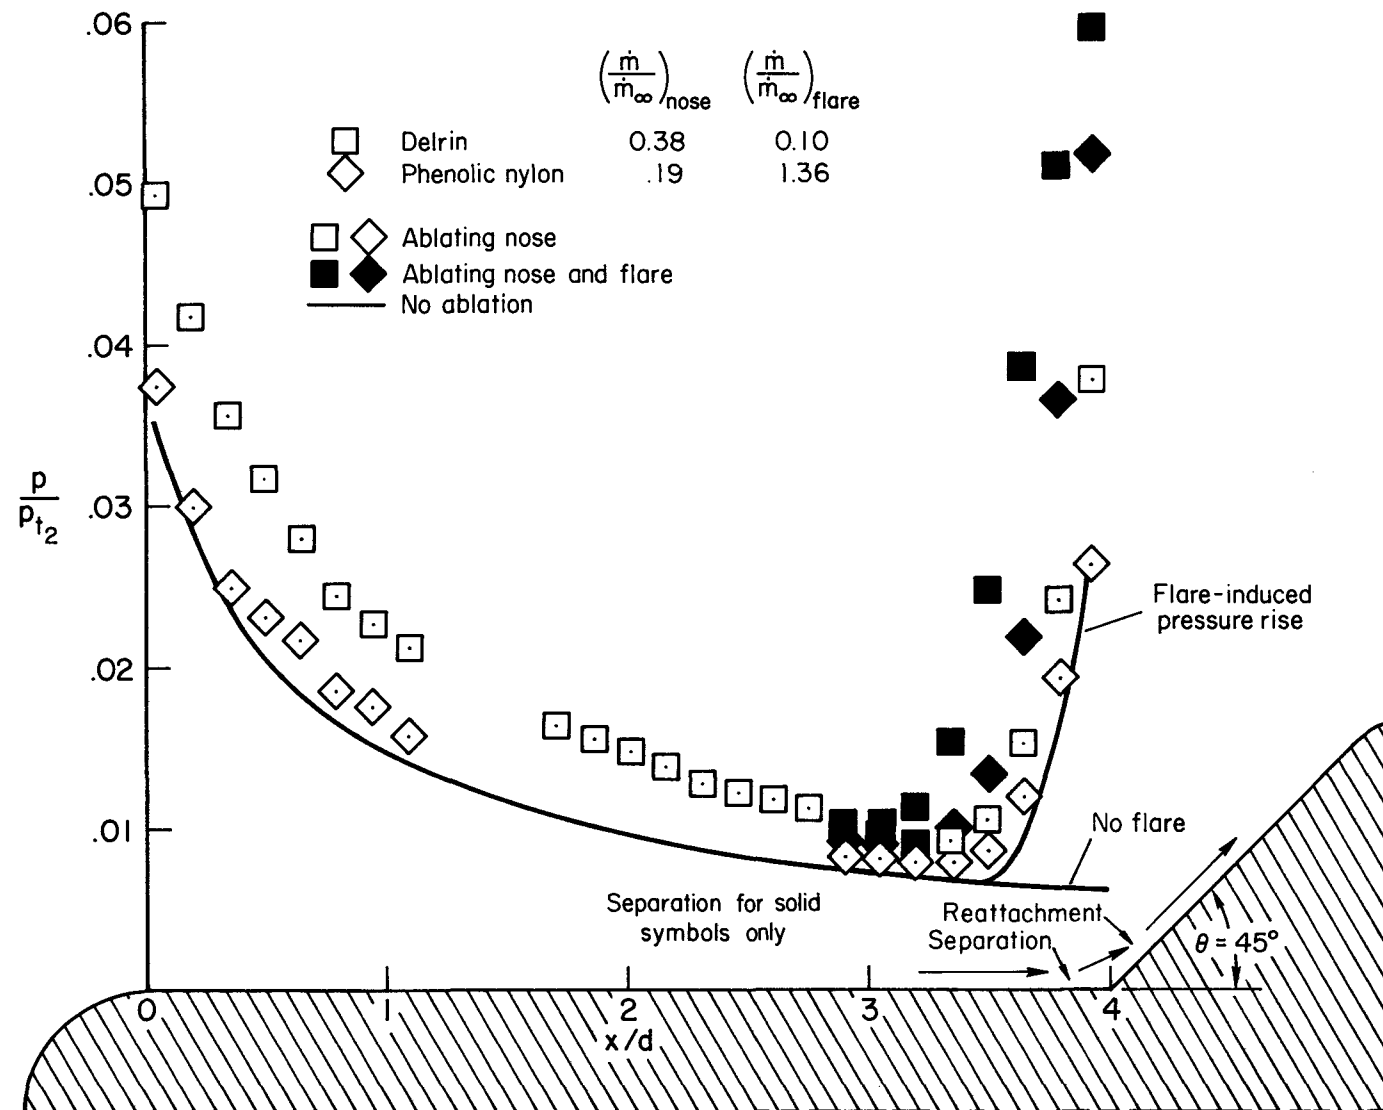 .06
(ṁ/ṁ∞)nose (ṁ/ṁ∞)flare
Delrin 0.38 0.10
Phenolic nylon .19 1.36
.05
Ablating nose
Ablating nose and flare
No ablation
.04
p/pt2
.03
Flare-induced
pressure rise
.02
.01
No flare
Separation for solid
symbols only
Reattachment
Separation
θ = 45°
0 1 2 3 4
x/d